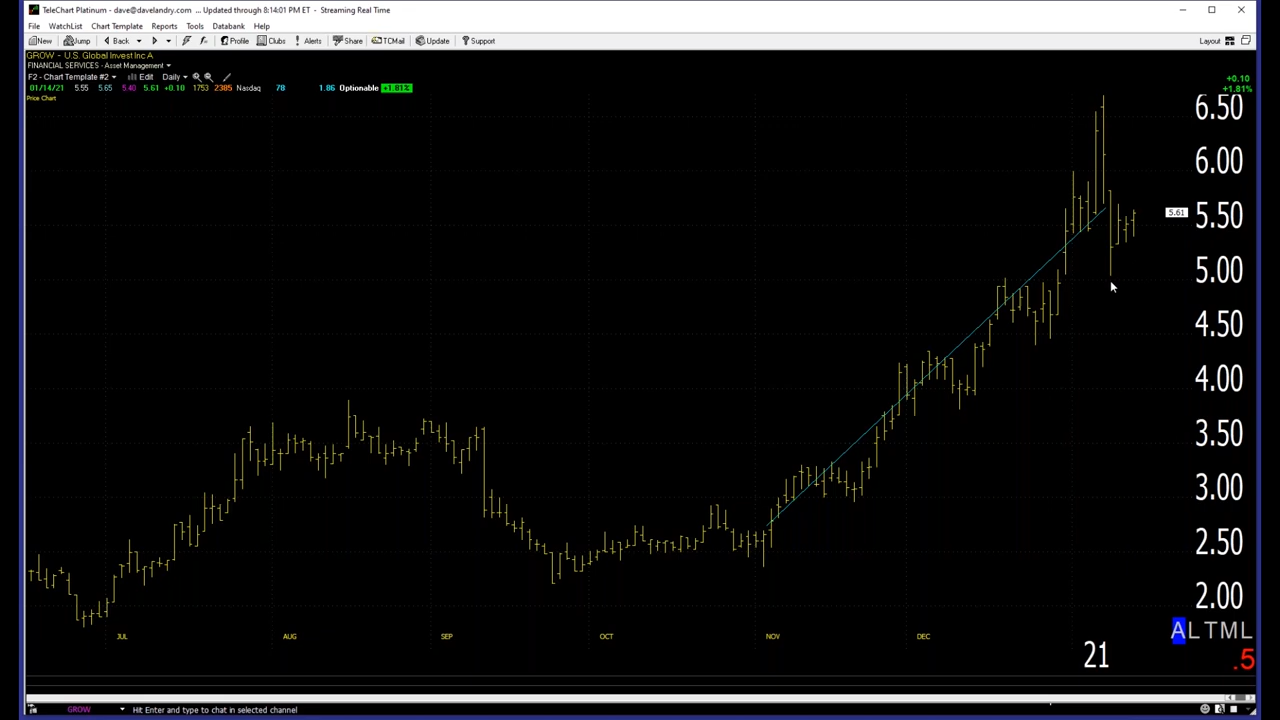 TeleChart Platinum - dave@davelandry.com ... Updated through 8:14:01 PM ET - Streaming Real Time
File WatchList Chart Template Reports Tools Databank Help
New Jump Back Profile Clubs Alerts Share TCMail Update Support Layout
GROW - U.S. Global Invest Inc A
FINANCIAL SERVICES - Asset Management
F2 - Chart Template #2 Edit Daily
+0.10
01/14/21 5.55 5.65 5.40 5.61 +0.10 1753 2385 Nasdaq 78 1.86 Optionable +1.81% +1.81%
Price Chart
6.50
6.00
5.61 5.50
5.00
4.50
4.00
3.50
3.00
2.50
2.00
JUL AUG SEP OCT NOV DEC
ALTML
21
.5
GROW Hit Enter and type to chat in selected channel